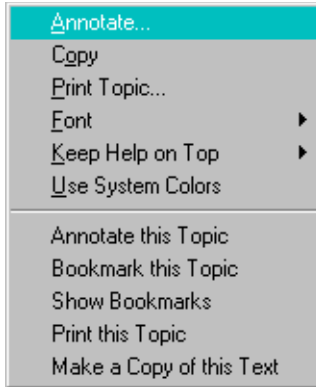 Annotate...
Copy
Print Topic...
Font
Keep Help on Top
Use System Colors
Annotate this Topic
Bookmark this Topic
Show Bookmarks
Print this Topic
Make a Copy of this Text